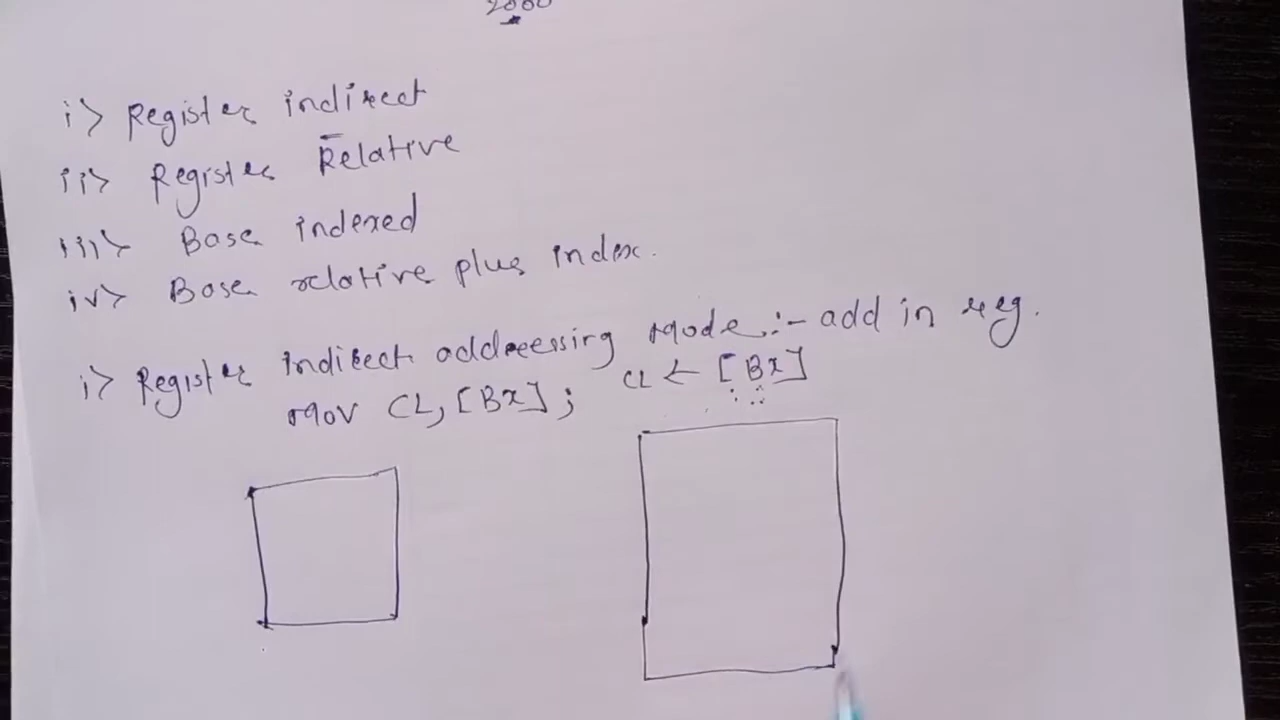 2000
i> Register indirect
ii> Register Relative
iii> Base indexed
iv> Base relative plus index.
i> Register Indirect addressing Mode :- add in reg.
Mov CL, [BX] ; CL ← [BX]